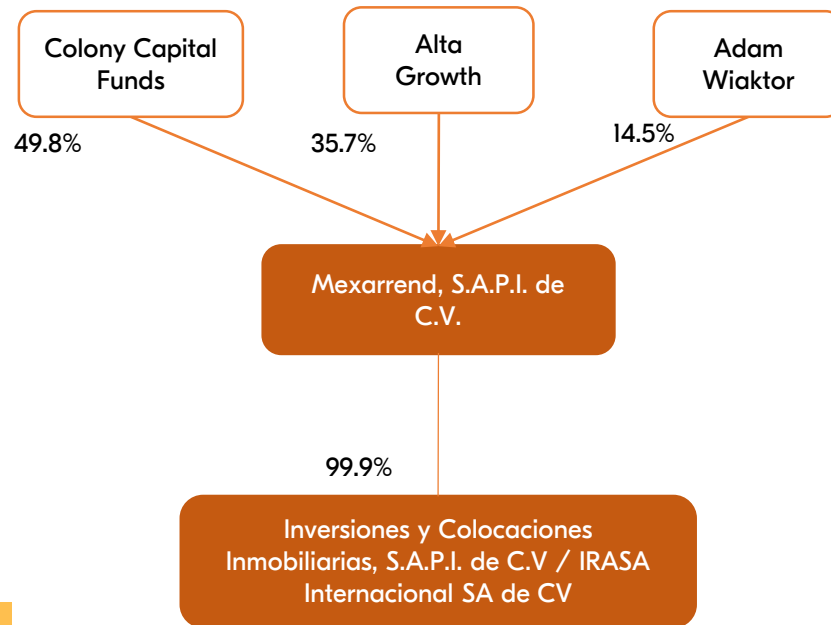 Colony Capital
Funds
Alta
Growth
Adam
Wiaktor
49.8%
35.7%
14.5%
Mexarrend, S.A.P.I. de
C.V.
99.9%
Inversiones y Colocaciones
Inmobiliarias, S.A.P.I. de C.V / IRASA
Internacional SA de CV